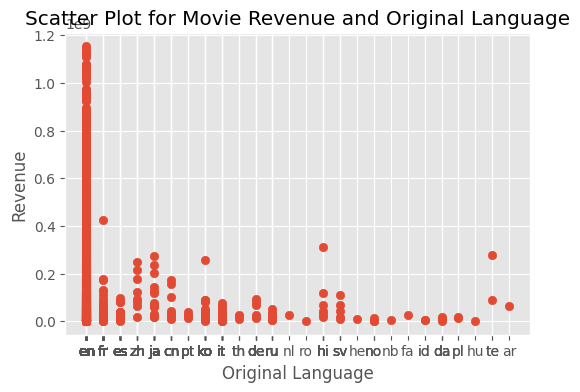 Scatter Plot for Movie Revenue and Original Language
1e9
1.2
1.0
0.8
0.6
0.4
0.2
0.0
Revenue
en fr es zh ja cn pt ko it th de ru nl ro hi sv he no nb fa id da pl hu te ar
Original Language